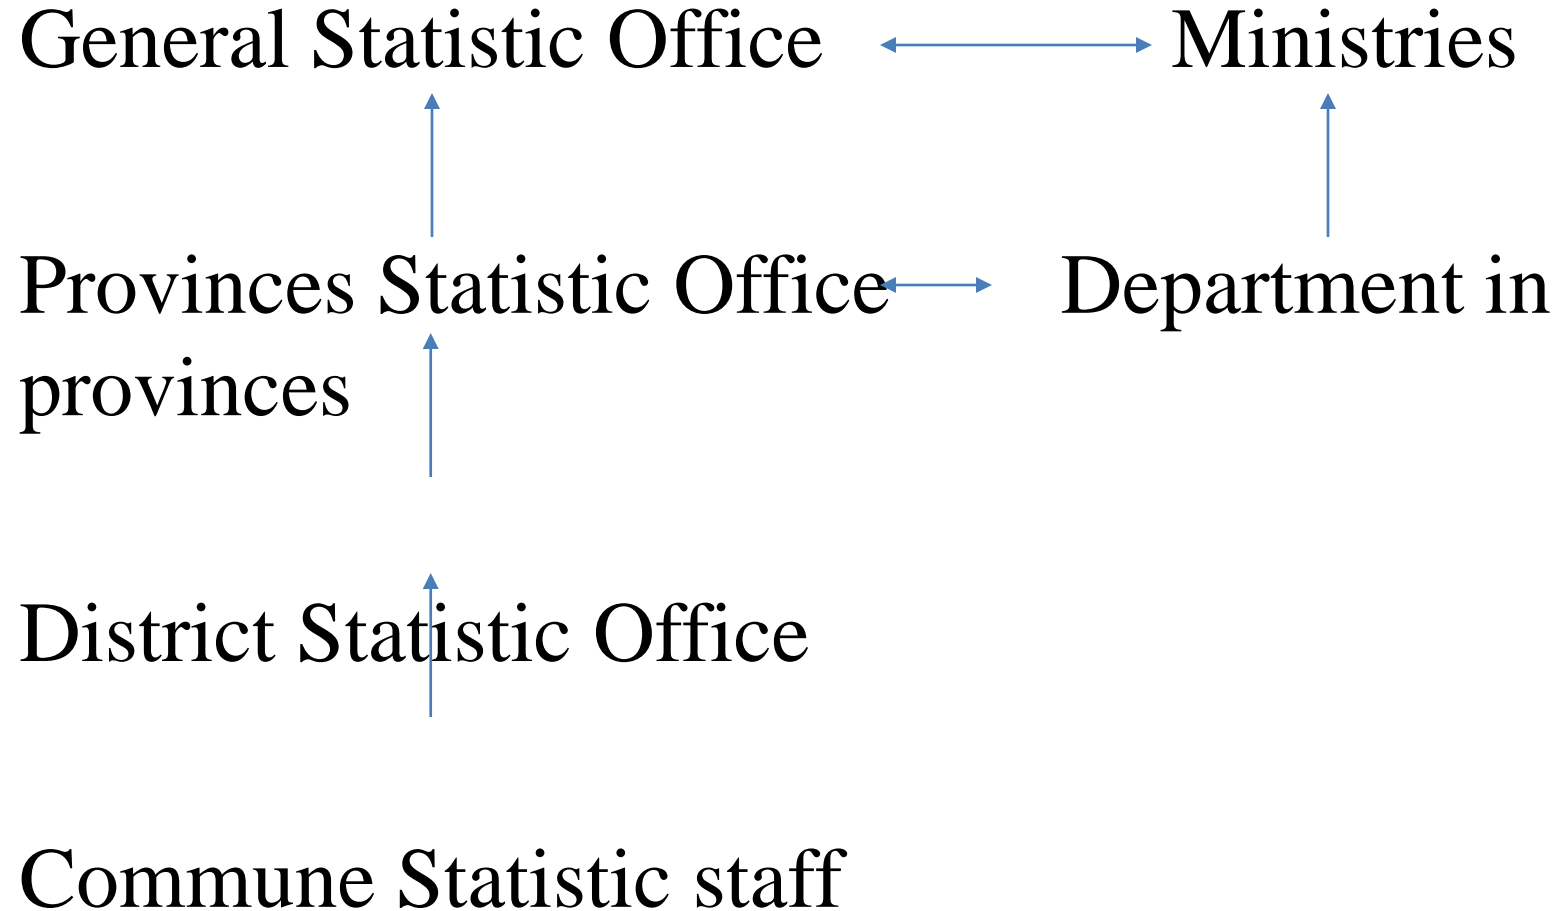 General Statistic Office Ministries
Provinces Statistic Office Department in
provinces
District Statistic Office
Commune Statistic staff